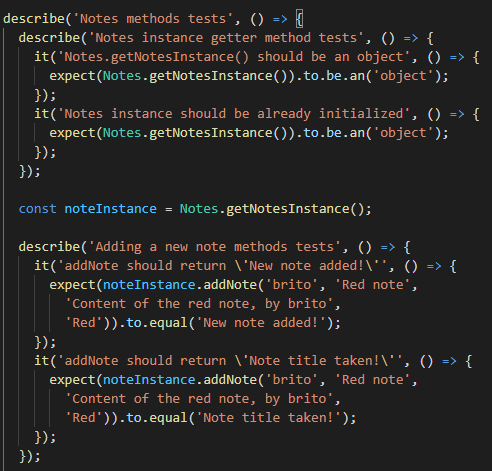 describe('Notes methods tests', () => {
  describe('Notes instance getter method tests', () => {
    it('Notes.getNotesInstance() should be an object', () => {
      expect(Notes.getNotesInstance()).to.be.an('object');
    });
    it('Notes instance should be already initialized', () => {
      expect(Notes.getNotesInstance()).to.be.an('object');
    });
  });

  const noteInstance = Notes.getNotesInstance();

  describe('Adding a new note methods tests', () => {
    it('addNote should return \'New note added!\'', () => {
      expect(noteInstance.addNote('brito', 'Red note',
        'Content of the red note, by brito',
        'Red')).to.equal('New note added!');
    });
    it('addNote should return \'Note title taken!\'', () => {
      expect(noteInstance.addNote('brito', 'Red note',
        'Content of the red note, by brito',
        'Red')).to.equal('Note title taken!');
    });
  });